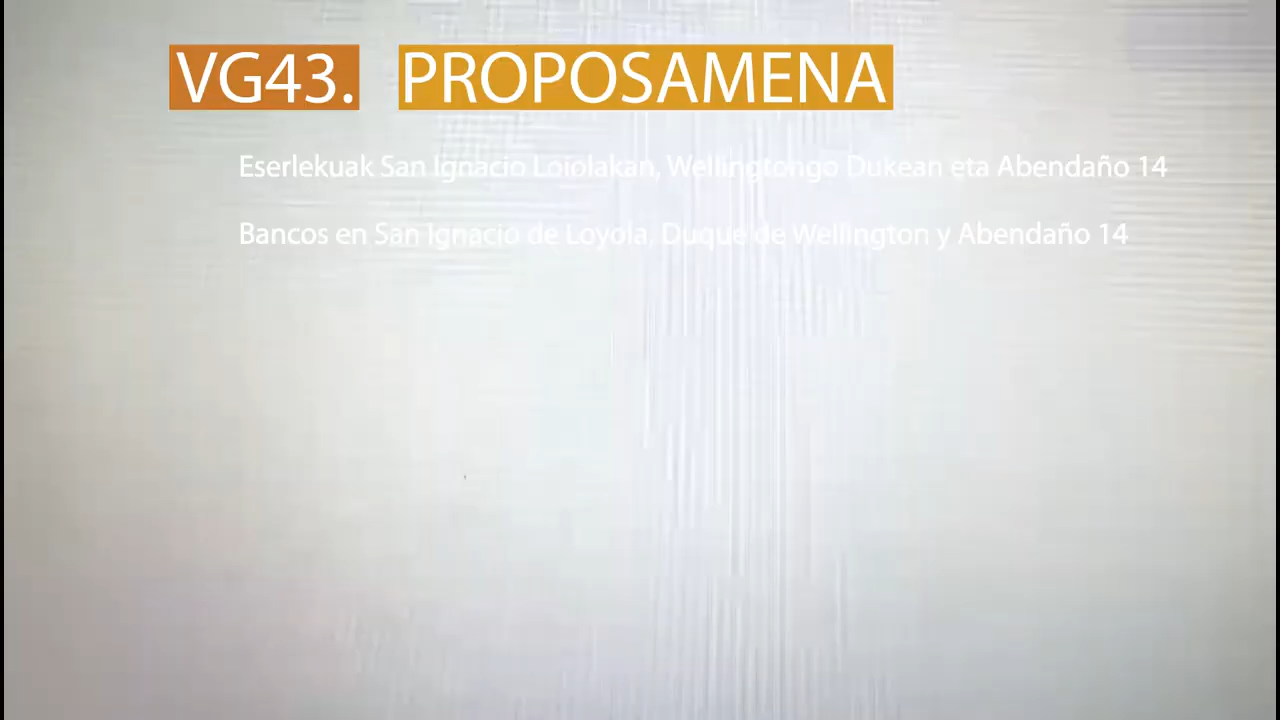 VG43. PROPOSAMENA
Eserlekuak San Ignacio Loiolakan, Wellingtongo Dukean eta Abendaño 14
Bancos en San Ignacio de Loyola, Duque de Wellington y Abendaño 14